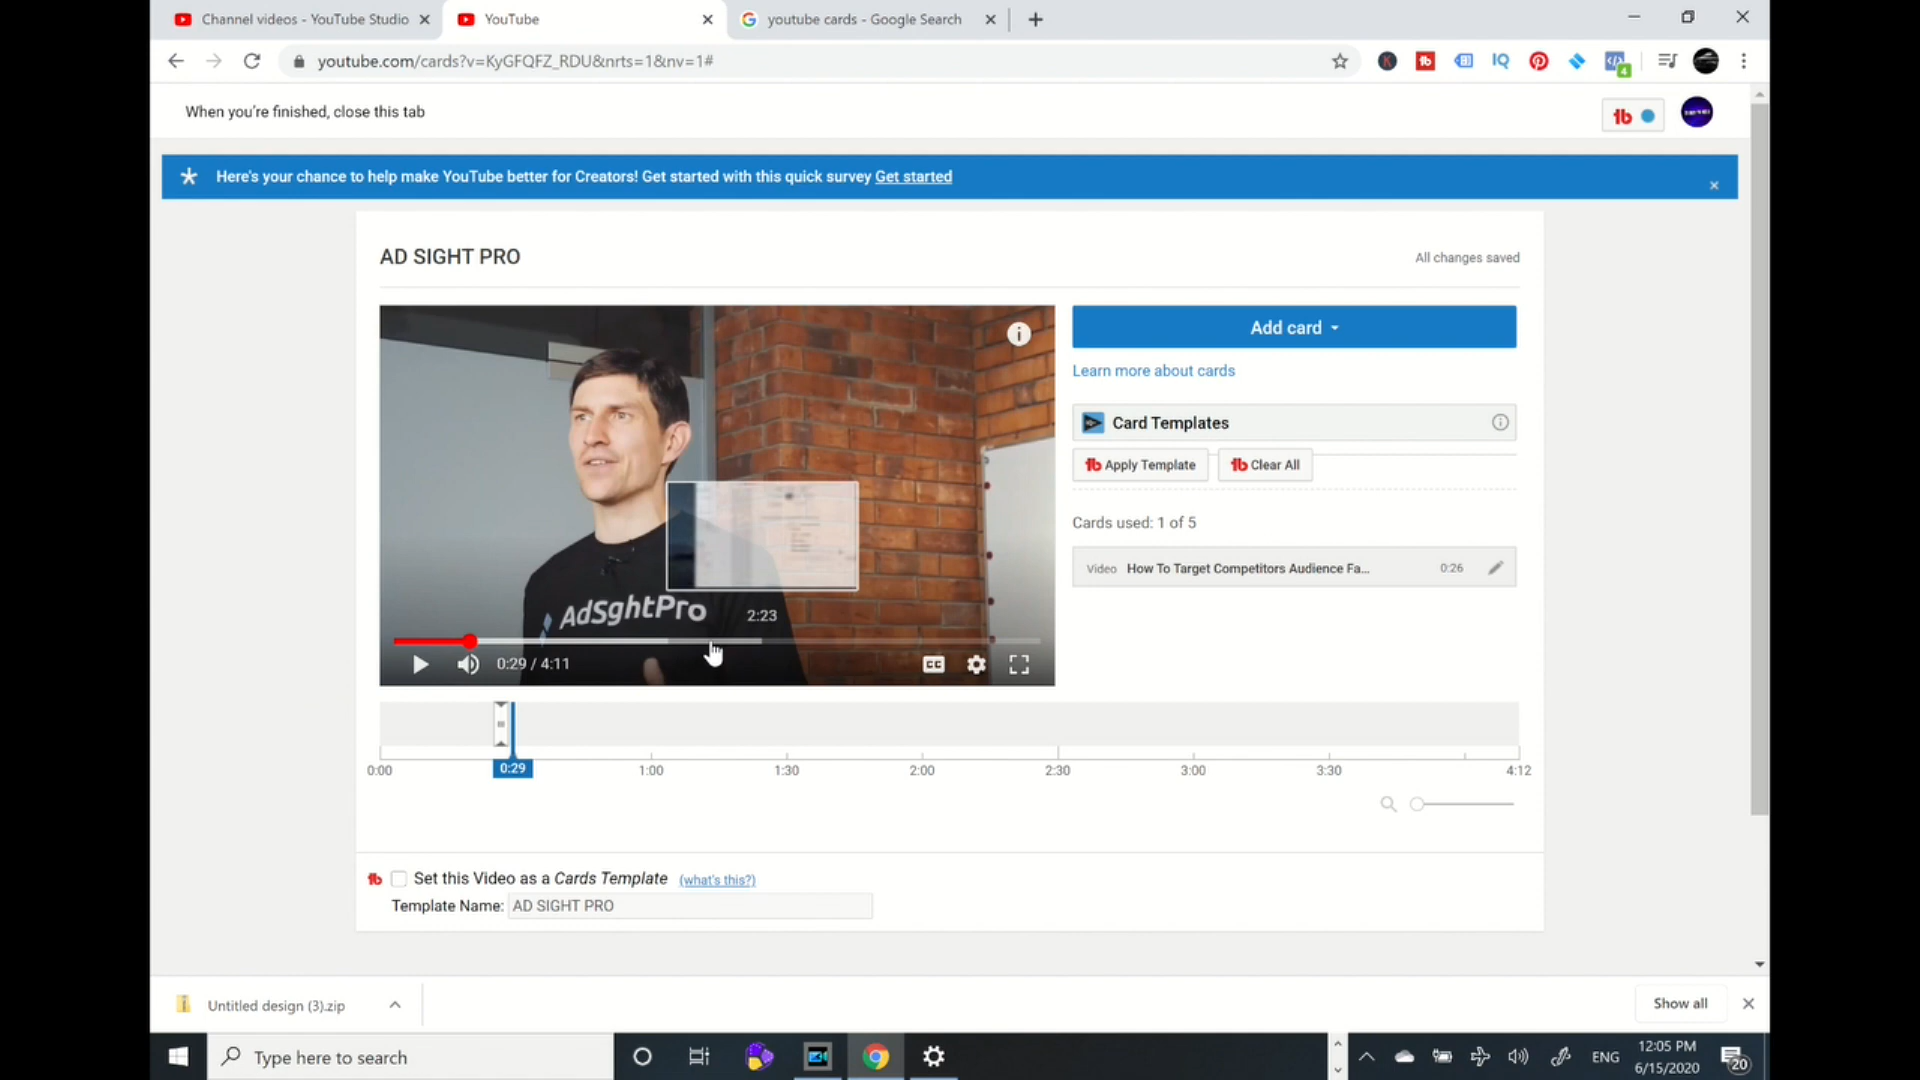 Channel videos - YouTube Studio
YouTube
youtube cards - Google Search
youtube.com/cards?v=KyGFQFZ_RDU&nrts=1&nv=1#
IQ
4
When you're finished, close this tab
Here's your chance to help make YouTube better for Creators! Get started with this quick survey Get started
AD SIGHT PRO
All changes saved
Add card
Learn more about cards
Card Templates
Apply Template
Clear All
Cards used: 1 of 5
Video How To Target Competitors Audience Fa... 0:26
AdSghtPro
2:23
0:29 / 4:11
CC
0:00
0:29
1:00
1:30
2:00
2:30
3:00
3:30
4:12
Set this Video as a Cards Template (what's this?)
Template Name: AD SIGHT PRO
Untitled design (3).zip
Show all
Type here to search
ENG
12:05 PM
6/15/2020
20